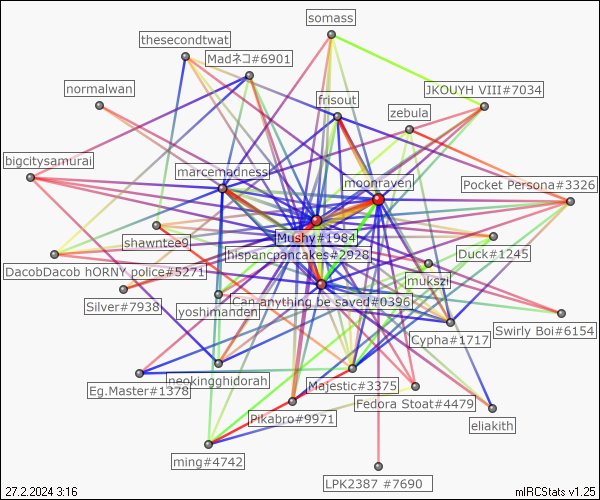 somass
thesecondtwat
Madネコ#6901
normalwan
JKOUYH VIII#7034
frisout
zebula
bigcitysamurai
marcemadness
moonraven
Pocket Persona#3326
Mushy#1984
shawntee9
hispancpancakes#2928
Duck#1245
DacobDacob hORNY police#5271
mukszi
Silver#7938
yoshimanden
Can anything be saved#0396
Swirly Boi#6154
Cypha#1717
neokingghidorah
Eg.Master#1378
Majestic#3375
Fedora Stoat#4479
Pikabro#9971
eliakith
ming#4742
LPK2387 #7690
27.2.2024 3:16
mIRCStats v1.25